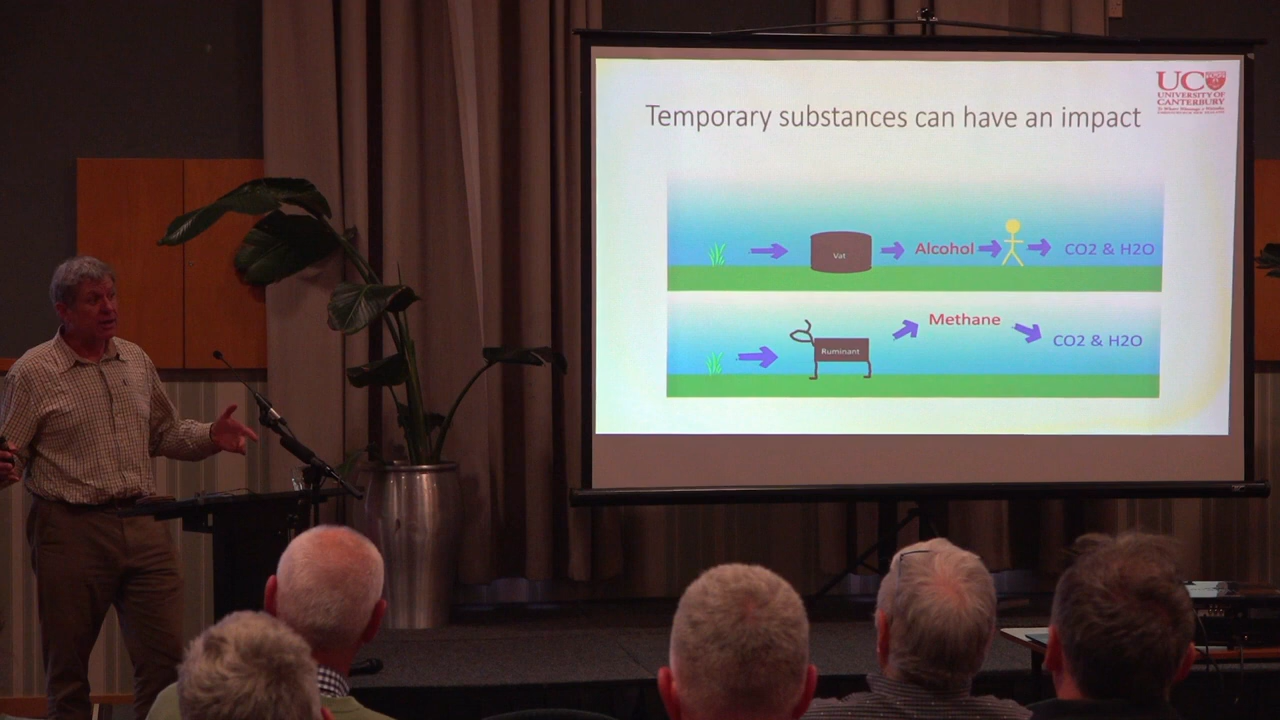 Temporary substances can have an impact
UC
UNIVERSITY OF
CANTERBURY
Vat
Alcohol
CO2 & H2O
Methane
Ruminant
CO2 & H2O